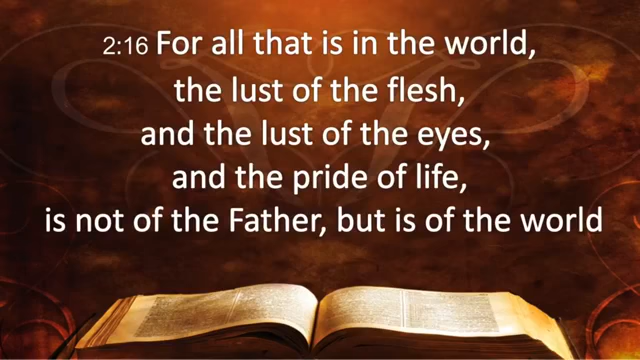 2:16 For all that is in the world,
the lust of the flesh,
and the lust of the eyes,
and the pride of life,
is not of the Father, but is of the world